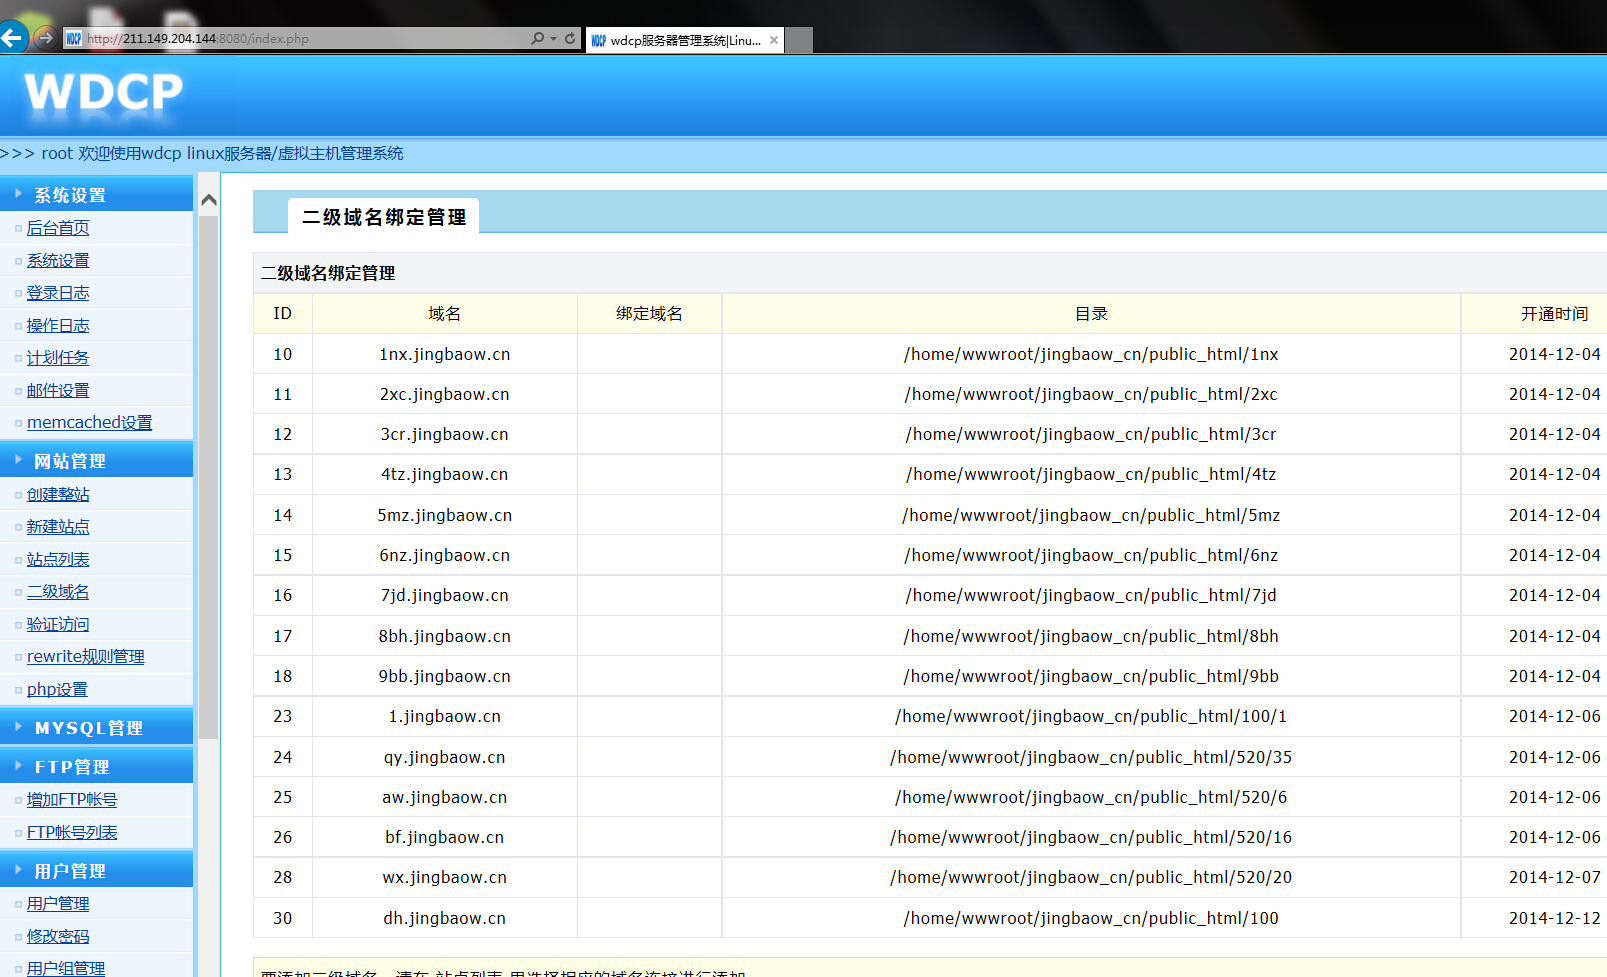 http://211.149.204.144:8080/index.php
WDCP wdcp服务器管理系统|Linu...
WDCP
>>> root 欢迎使用wdcp linux服务器/虚拟主机管理系统
系统设置
后台首页
系统设置
登录日志
操作日志
计划任务
邮件设置
memcached设置
网站管理
创建整站
新建站点
站点列表
二级域名
验证访问
rewrite规则管理
php设置
MYSQL管理
FTP管理
增加FTP帐号
FTP帐号列表
用户管理
用户管理
修改密码
用户组管理
二级域名绑定管理
二级域名绑定管理
ID 域名 绑定域名 目录 开通时间
10 1nx.jingbaow.cn /home/wwwroot/jingbaow_cn/public_html/1nx 2014-12-04
11 2xc.jingbaow.cn /home/wwwroot/jingbaow_cn/public_html/2xc 2014-12-04
12 3cr.jingbaow.cn /home/wwwroot/jingbaow_cn/public_html/3cr 2014-12-04
13 4tz.jingbaow.cn /home/wwwroot/jingbaow_cn/public_html/4tz 2014-12-04
14 5mz.jingbaow.cn /home/wwwroot/jingbaow_cn/public_html/5mz 2014-12-04
15 6nz.jingbaow.cn /home/wwwroot/jingbaow_cn/public_html/6nz 2014-12-04
16 7jd.jingbaow.cn /home/wwwroot/jingbaow_cn/public_html/7jd 2014-12-04
17 8bh.jingbaow.cn /home/wwwroot/jingbaow_cn/public_html/8bh 2014-12-04
18 9bb.jingbaow.cn /home/wwwroot/jingbaow_cn/public_html/9bb 2014-12-04
23 1.jingbaow.cn /home/wwwroot/jingbaow_cn/public_html/100/1 2014-12-06
24 qy.jingbaow.cn /home/wwwroot/jingbaow_cn/public_html/520/35 2014-12-06
25 aw.jingbaow.cn /home/wwwroot/jingbaow_cn/public_html/520/6 2014-12-06
26 bf.jingbaow.cn /home/wwwroot/jingbaow_cn/public_html/520/16 2014-12-06
28 wx.jingbaow.cn /home/wwwroot/jingbaow_cn/public_html/520/20 2014-12-07
30 dh.jingbaow.cn /home/wwwroot/jingbaow_cn/public_html/100 2014-12-12